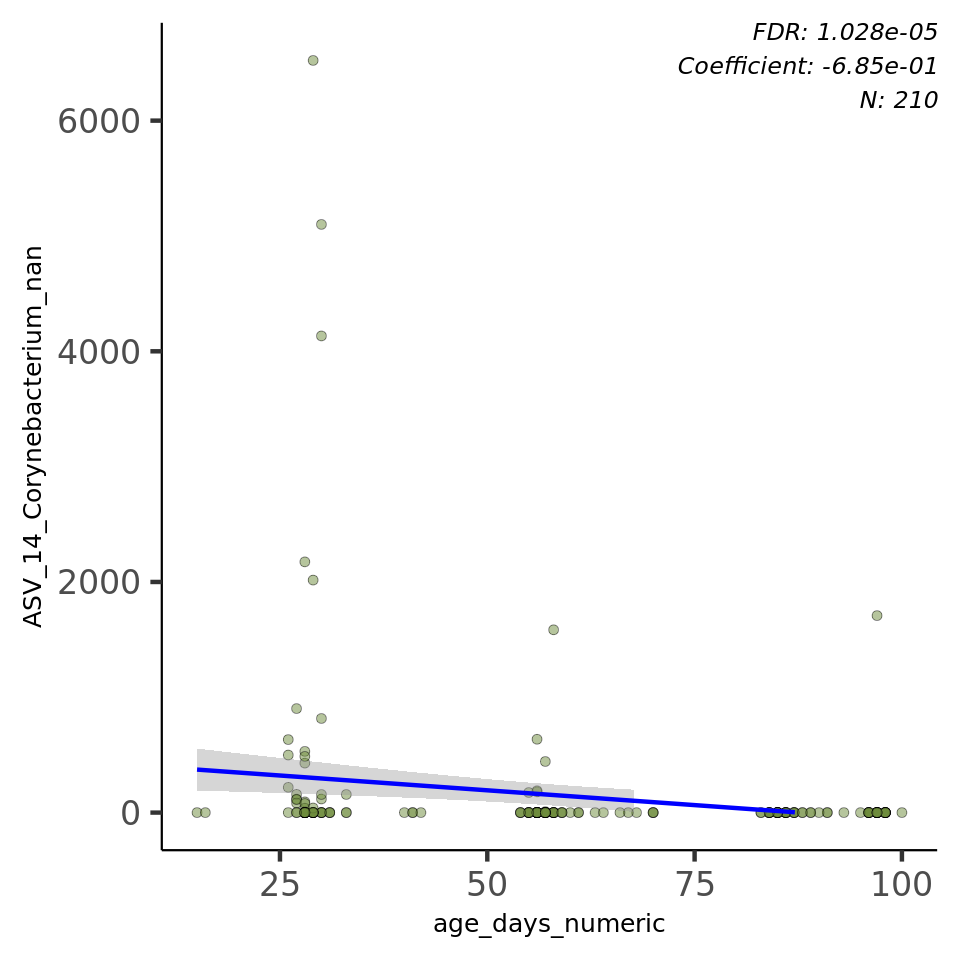 FDR: 1.028e-05
Coefficient: -6.85e-01
N: 210
ASV_14_Corynebacterium_nan
6000
4000
2000
0
25 50 75 100
age_days_numeric